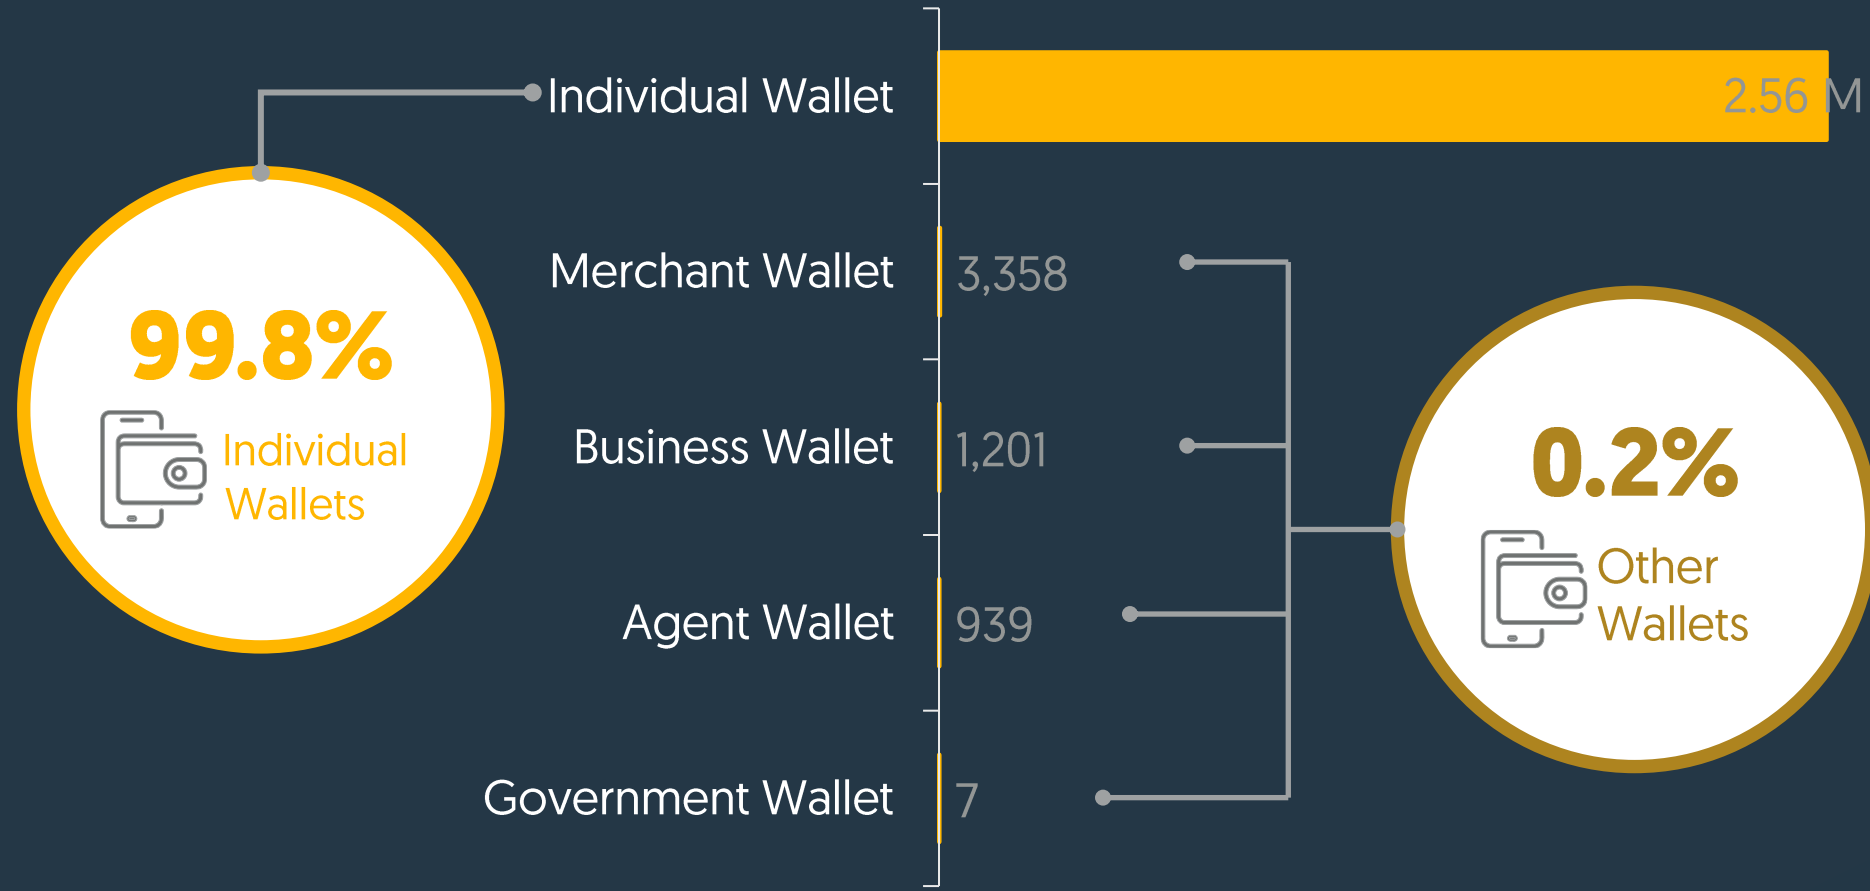 Individual Wallet 2.56 M
Merchant Wallet 3,358
Business Wallet 1,201
Agent Wallet 939
Government Wallet 7
99.8%
Individual
Wallets
0.2%
Other
Wallets